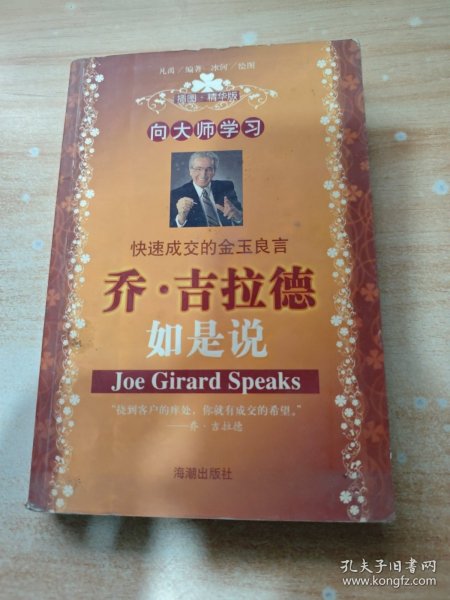 凡禹/编著 冰河/绘图
插图·精华版
向大师学习
快速成交的金玉良言
乔·吉拉德
如是说
Joe Girard Speaks
“挠到客户的痒处，你就有成交的希望。”
——乔·吉拉德
海潮出版社
孔夫子旧书网
www.kongfz.com